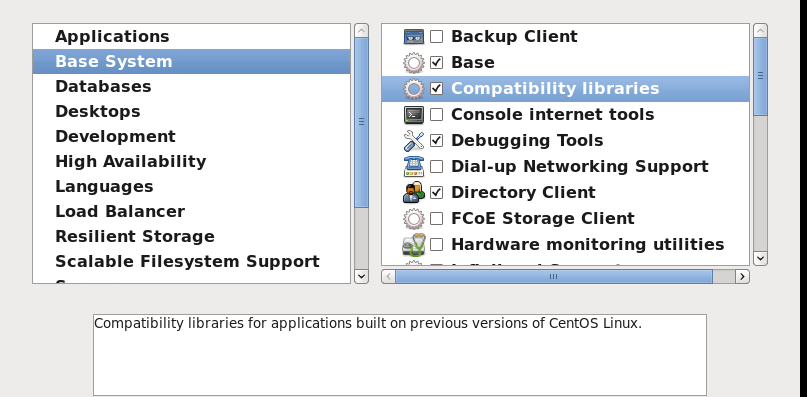 Applications
Base System
Databases
Desktops
Development
High Availability
Languages
Load Balancer
Resilient Storage
Scalable Filesystem Support
Backup Client
Base
Compatibility libraries
Console internet tools
Debugging Tools
Dial-up Networking Support
Directory Client
FCoE Storage Client
Hardware monitoring utilities
Compatibility libraries for applications built on previous versions of CentOS Linux.